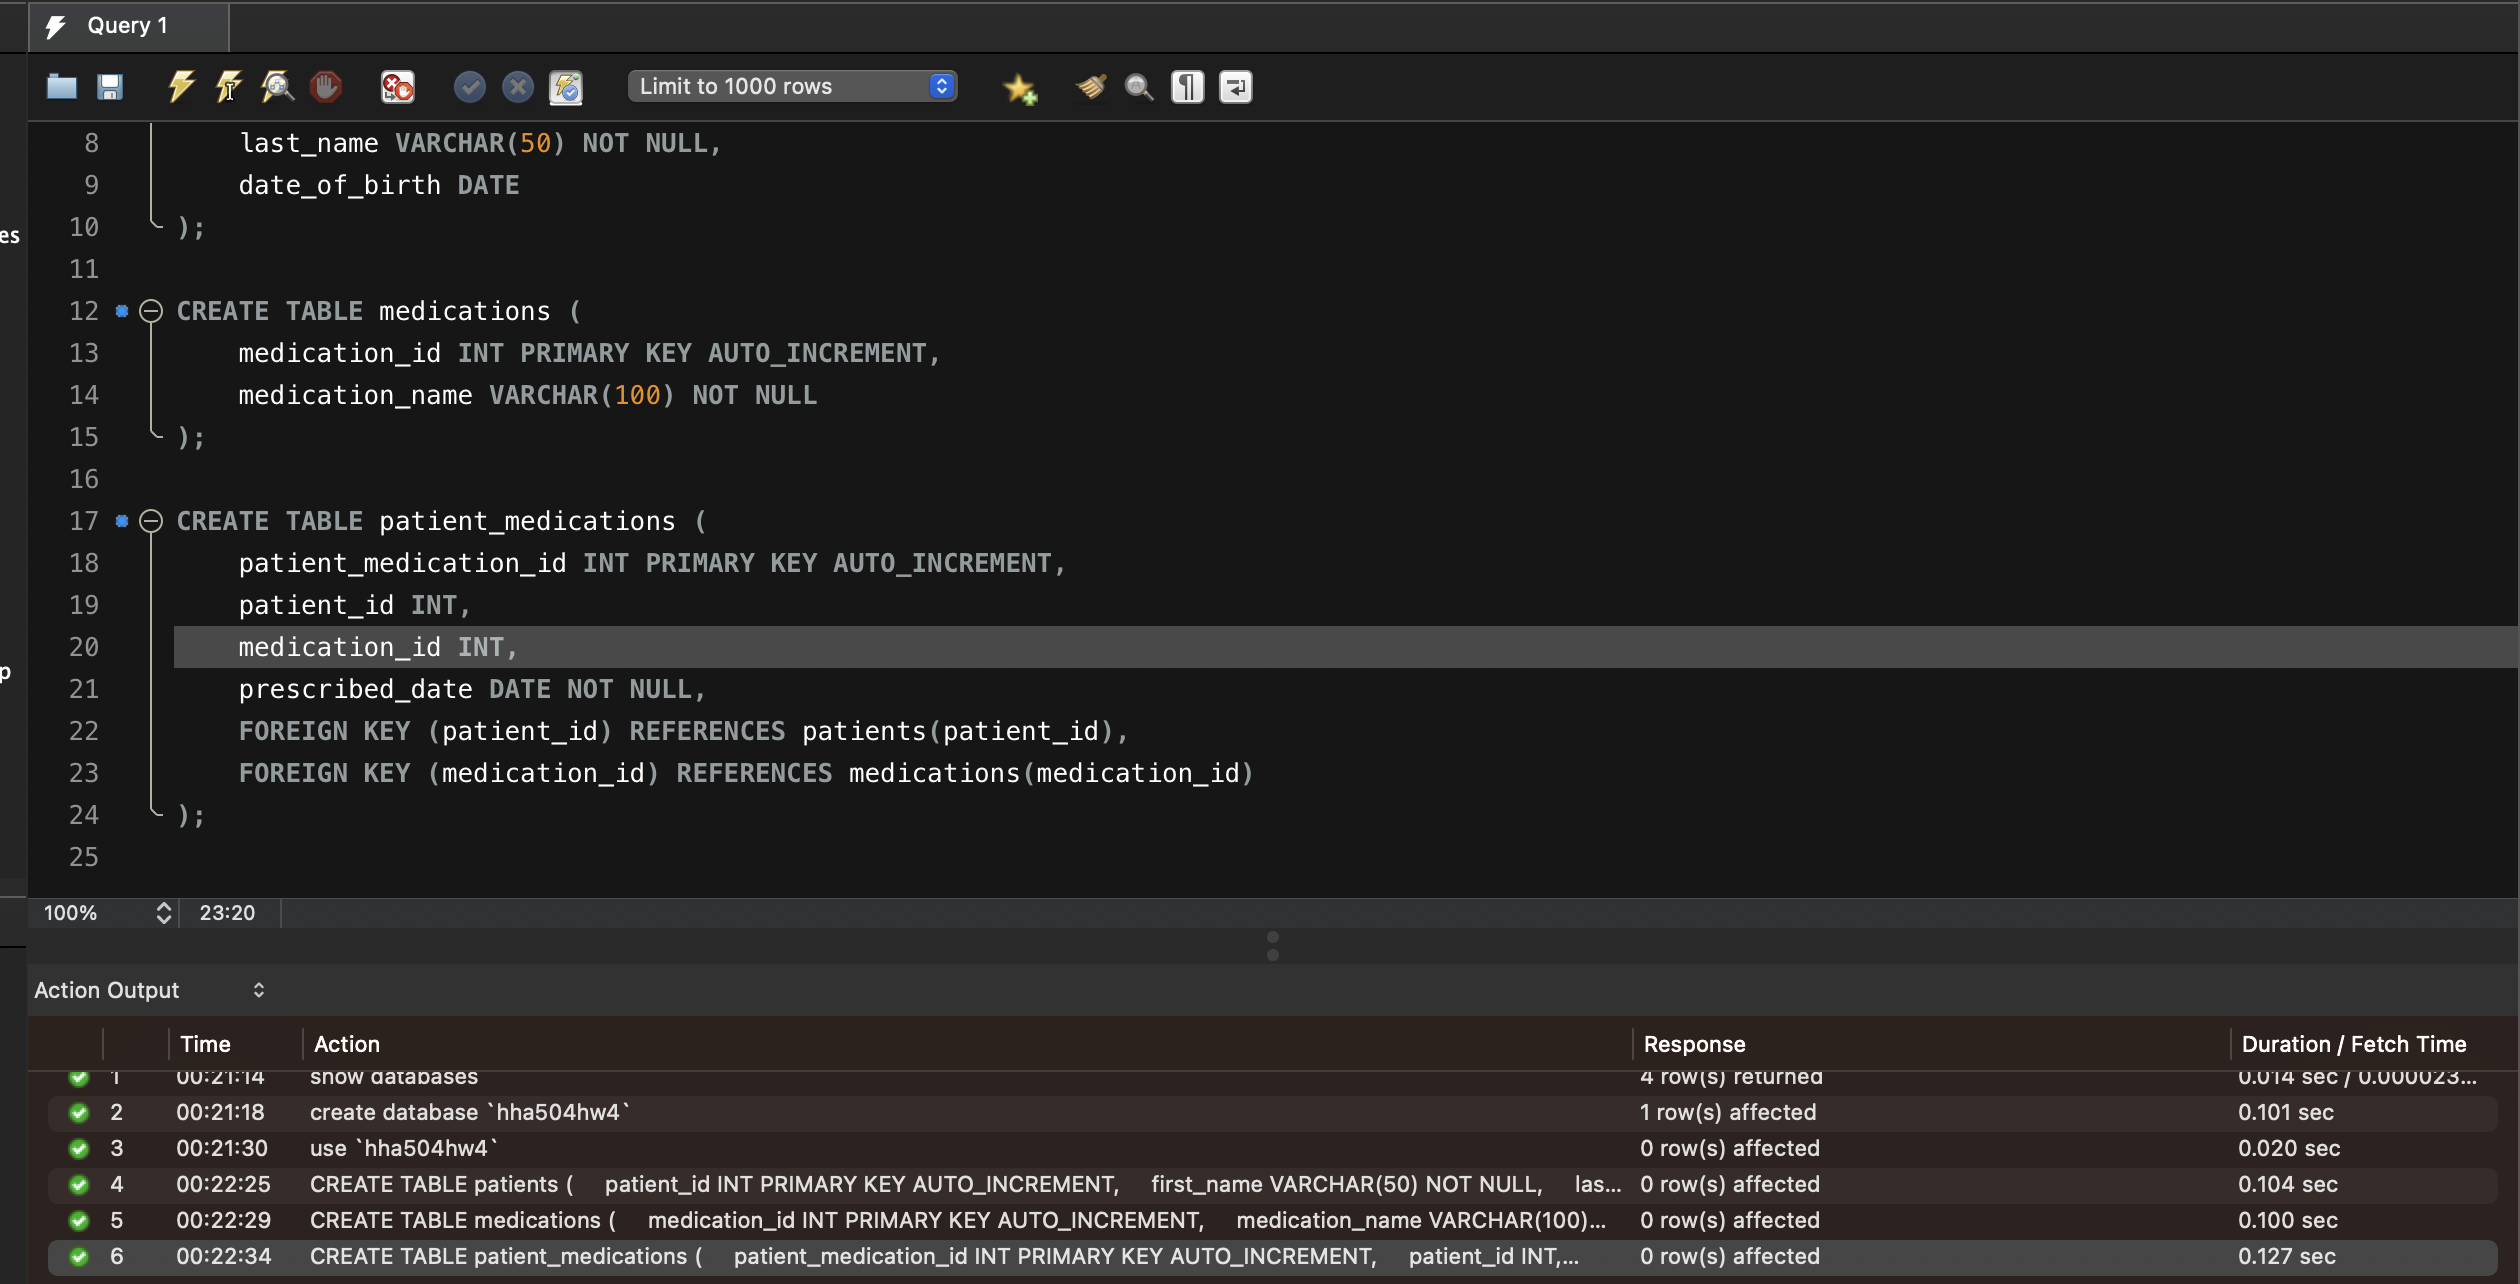 Query 1
Limit to 1000 rows
es
p
8 last_name VARCHAR(50) NOT NULL,
9 date_of_birth DATE
10 );
11
12 CREATE TABLE medications (
13 medication_id INT PRIMARY KEY AUTO_INCREMENT,
14 medication_name VARCHAR(100) NOT NULL
15 );
16
17 CREATE TABLE patient_medications (
18 patient_medication_id INT PRIMARY KEY AUTO_INCREMENT,
19 patient_id INT,
20 medication_id INT,
21 prescribed_date DATE NOT NULL,
22 FOREIGN KEY (patient_id) REFERENCES patients(patient_id),
23 FOREIGN KEY (medication_id) REFERENCES medications(medication_id)
24 );
25
100% 23:20
Action Output
Time Action Response Duration / Fetch Time
1 00:21:14 show databases 4 row(s) returned 0.014 sec / 0.000023...
2 00:21:18 create database `hha504hw4` 1 row(s) affected 0.101 sec
3 00:21:30 use `hha504hw4` 0 row(s) affected 0.020 sec
4 00:22:25 CREATE TABLE patients ( patient_id INT PRIMARY KEY AUTO_INCREMENT, first_name VARCHAR(50) NOT NULL, las... 0 row(s) affected 0.104 sec
5 00:22:29 CREATE TABLE medications ( medication_id INT PRIMARY KEY AUTO_INCREMENT, medication_name VARCHAR(100)... 0 row(s) affected 0.100 sec
6 00:22:34 CREATE TABLE patient_medications ( patient_medication_id INT PRIMARY KEY AUTO_INCREMENT, patient_id INT,... 0 row(s) affected 0.127 sec